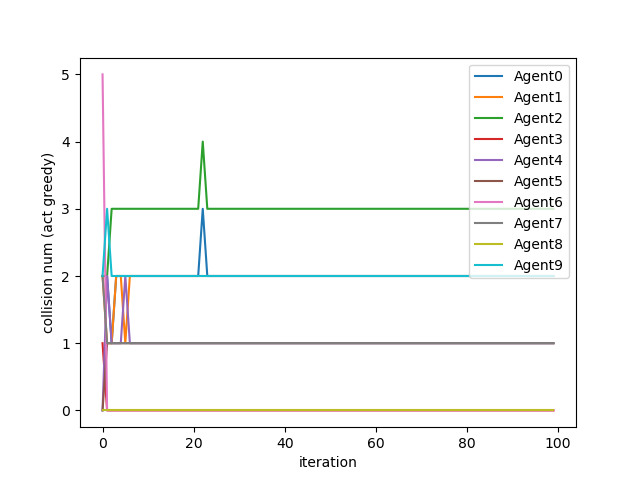 5
4
3
2
1
0
collision num (act greedy)
0
20
40
60
80
100
iteration
Agent0
Agent1
Agent2
Agent3
Agent4
Agent5
Agent6
Agent7
Agent8
Agent9